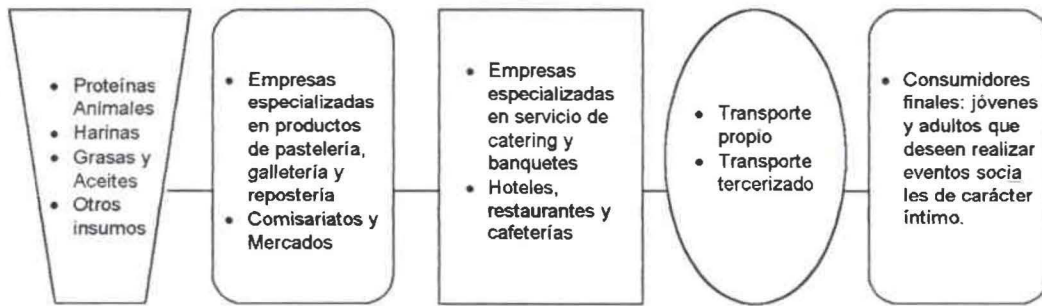 • Proteínas
Animales
• Harinas
• Grasas y
Aceites
• Otros
insumos
• Empresas
especializadas
en productos
de pastelería,
galletería y
repostería
• Comisariatos y
Mercados
• Empresas
especializadas
en servicio de
catering y
banquetes
• Hoteles,
restaurantes y
cafeterías
• Transporte
propio
• Transporte
tercerizado
• Consumidores
finales: jóvenes
y adultos que
deseen realizar
eventos socia
les de carácter
íntimo.